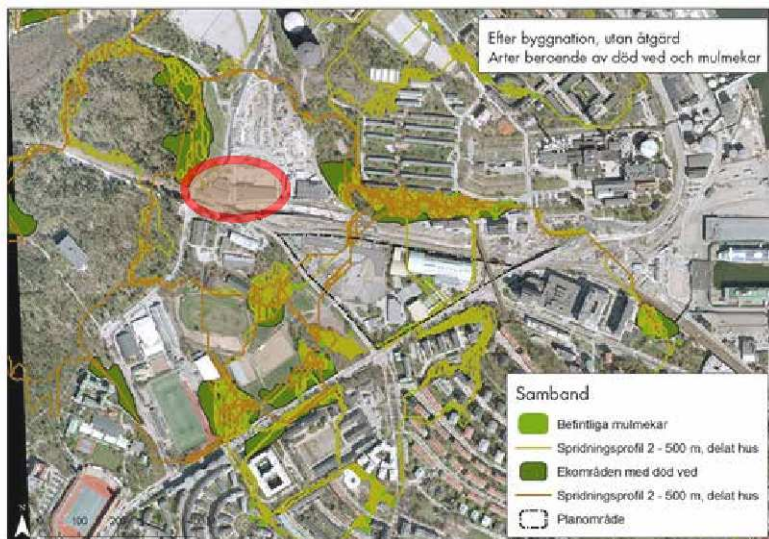 Efter byggnation, utan åtgärd
Arter beroende av död ved och mulmekar
Samband
Befintliga mulmekar
Spridningsprofil 2 - 500 m, delat hus
Ekområden med död ved
Spridningsprofil 2 - 500 m, delat hus
Planområde
100